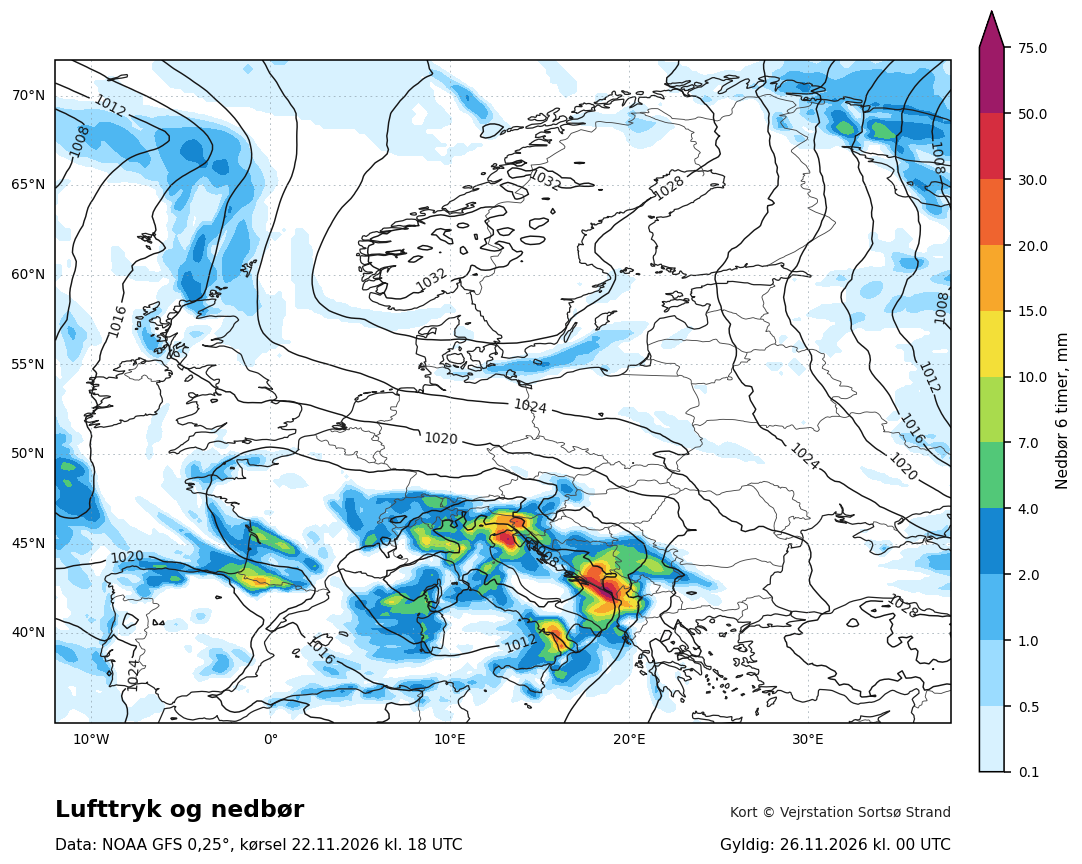 75.0
50.0
30.0
20.0
15.0
10.0
7.0
4.0
2.0
1.0
0.5
0.1
Nedbør 6 timer, mm
70°N
65°N
60°N
55°N
50°N
45°N
40°N
10°W
0°
10°E
20°E
30°E
1012
1008
1016
1032
1028
1032
1008
1008
1012
1016
1020
1024
1024
1020
1020
1008
1012
1016
1024
1028
Lufttryk og nedbør
Kort © Vejrstation Sortsø Strand
Data: NOAA GFS 0,25°, kørsel 22.11.2026 kl. 18 UTC
Gyldig: 26.11.2026 kl. 00 UTC